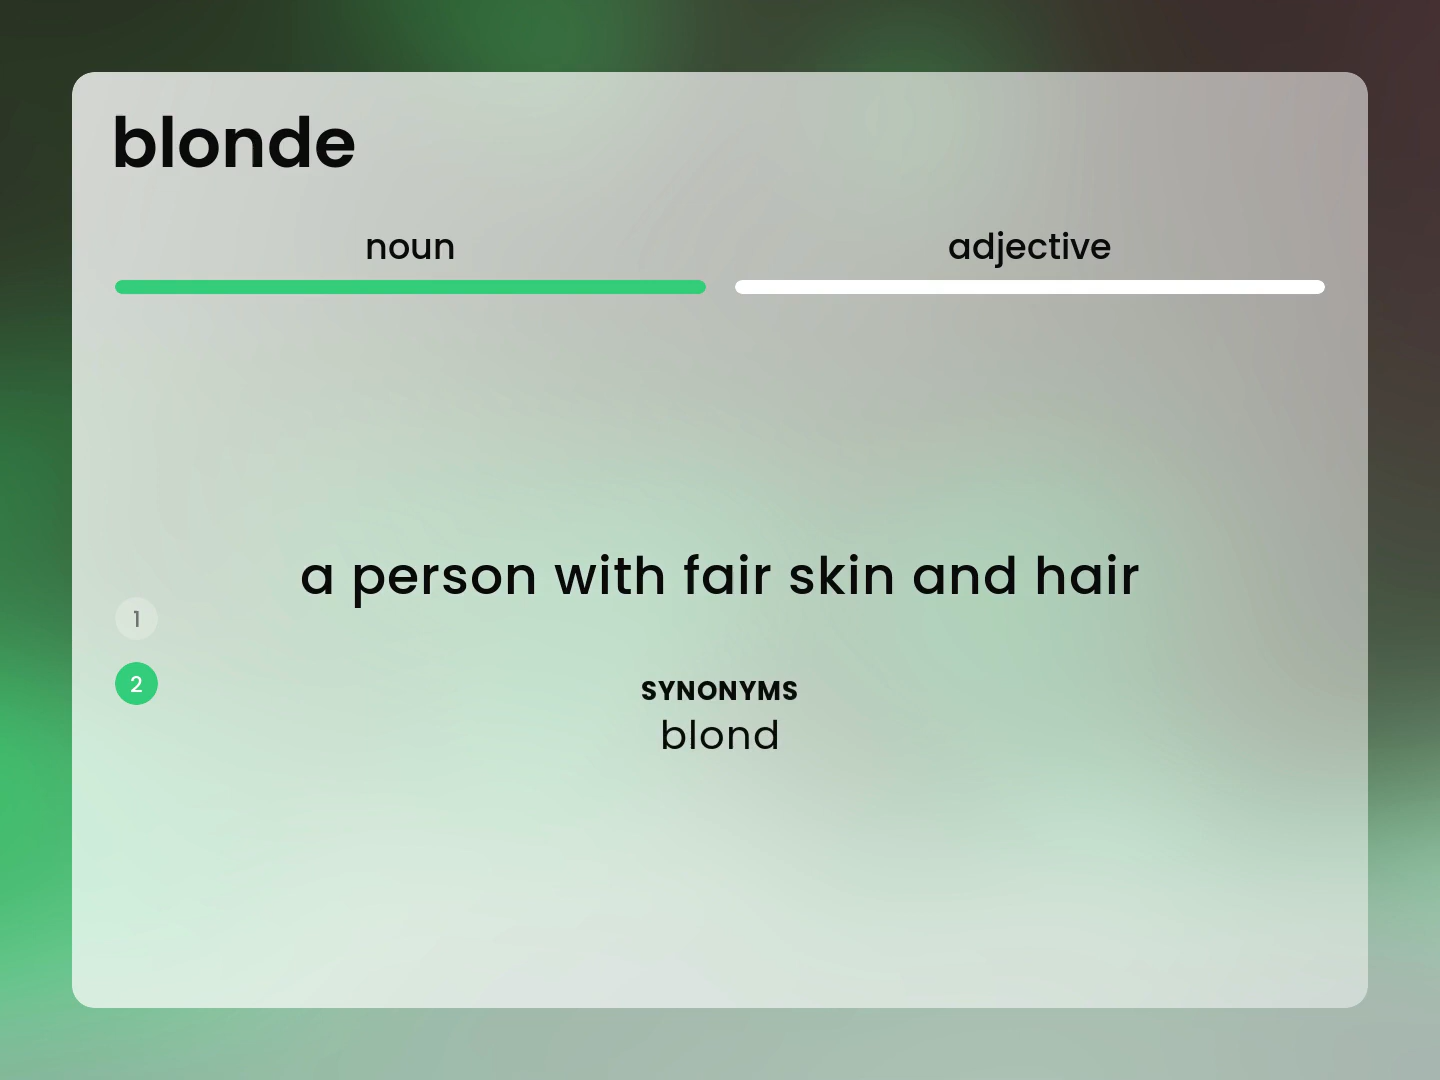 blonde
noun
adjective
a person with fair skin and hair
1
2
SYNONYMS
blond